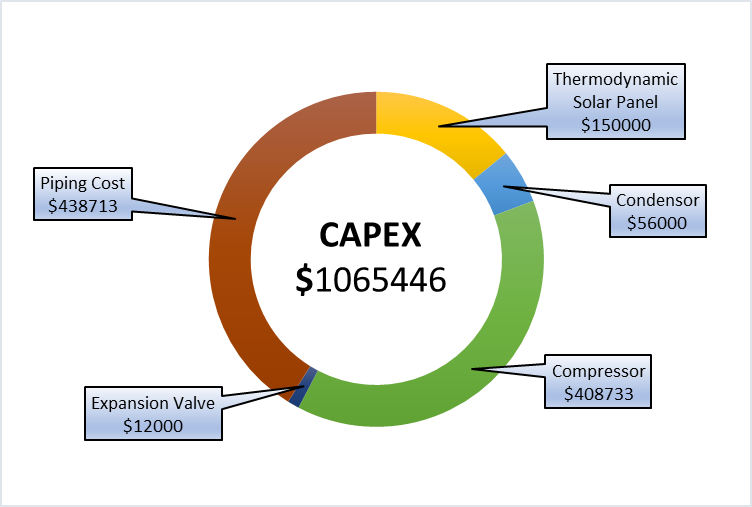 Thermodynamic
Solar Panel
$150000
Piping Cost
$438713
Condensor
$56000
CAPEX
$1065446
Compressor
$408733
Expansion Valve
$12000